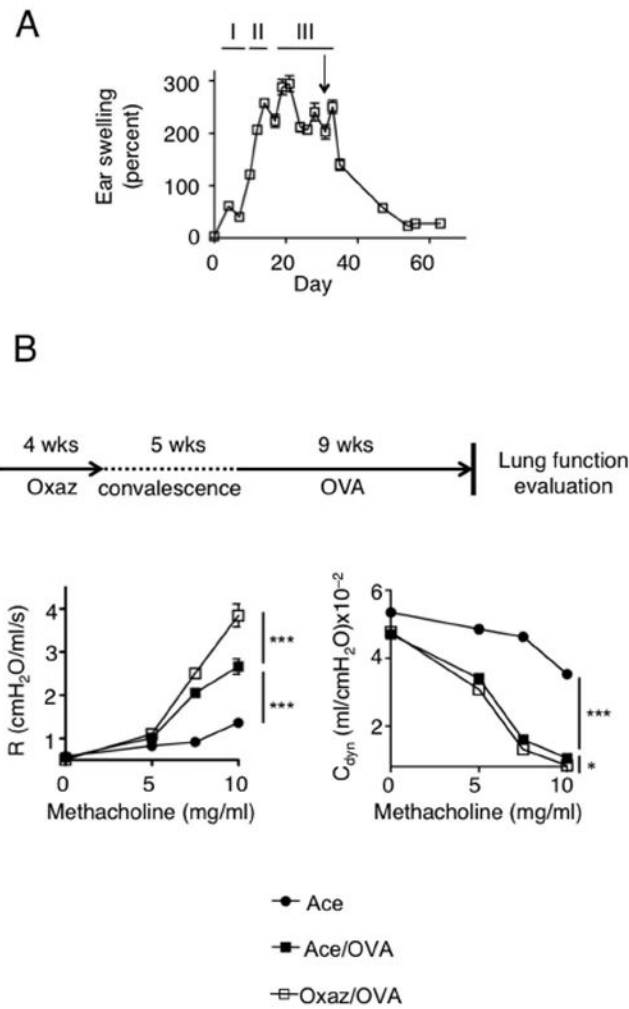 A
I II III
300
200
100
0
Ear swelling
(percent)
0 20 40 60
Day
B
4 wks 5 wks 9 wks
Oxaz convalescence OVA
Lung function
evaluation
4
3
2
1
R (cmH₂O/ml/s)
***
***
0 5 10
Methacholine (mg/ml)
6
4
2
C_dyn (ml/cmH₂O)x10⁻²
***
*
0 5 10
Methacholine (mg/ml)
Ace
Ace/OVA
Oxaz/OVA